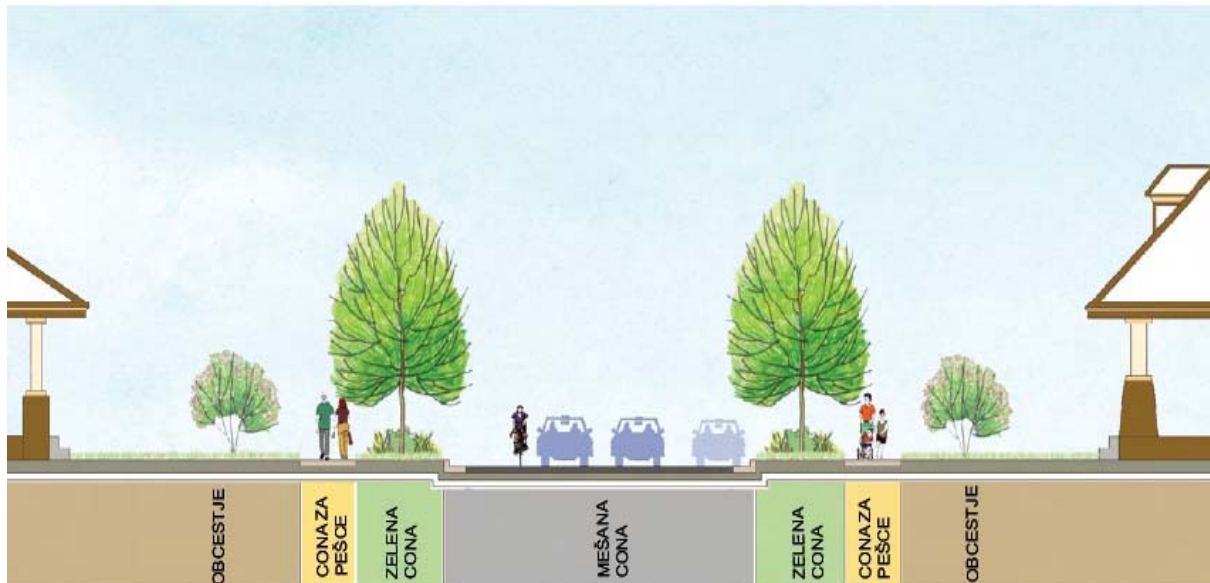 OBCESTJE
CONA ZA
PEŠCE
ZELENA
CONA
MEŠANA
CONA
ZELENA
CONA
CONA ZA
PEŠCE
OBCESTJE